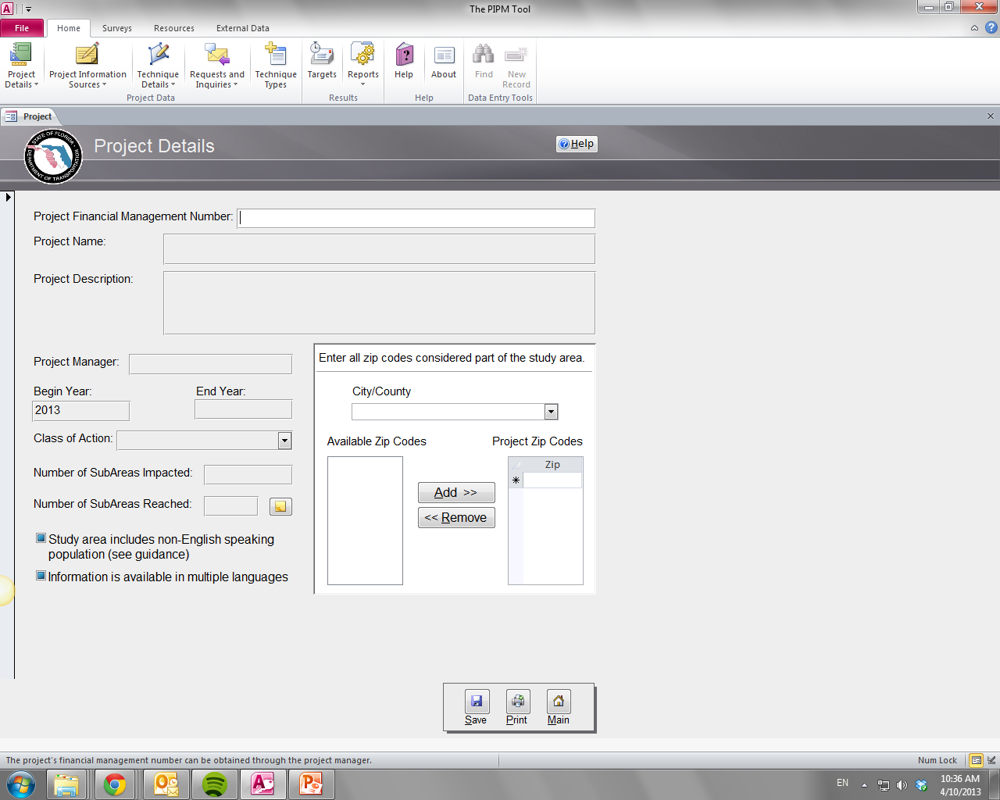 The PIPM Tool
File Home Surveys Resources External Data
Project Details
Project Information Sources
Technique Details
Requests and Inquiries
Technique Types
Targets
Reports
Help
About
Find
New Record
Project Data
Results
Help
Data Entry Tools
Project
STATE OF FLORIDA
DEPARTMENT OF TRANSPORTATION
Project Details
Help
Project Financial Management Number:
Project Name:
Project Description:
Project Manager:
Begin Year:
End Year:
2013
Class of Action:
Number of SubAreas Impacted:
Number of SubAreas Reached:
Study area includes non-English speaking
population (see guidance)
Information is available in multiple languages
Enter all zip codes considered part of the study area.
City/County
Available Zip Codes
Project Zip Codes
Zip
Add >>
<< Remove
Save
Print
Main
The project's financial management number can be obtained through the project manager.
Num Lock
EN
10:36 AM
4/10/2013